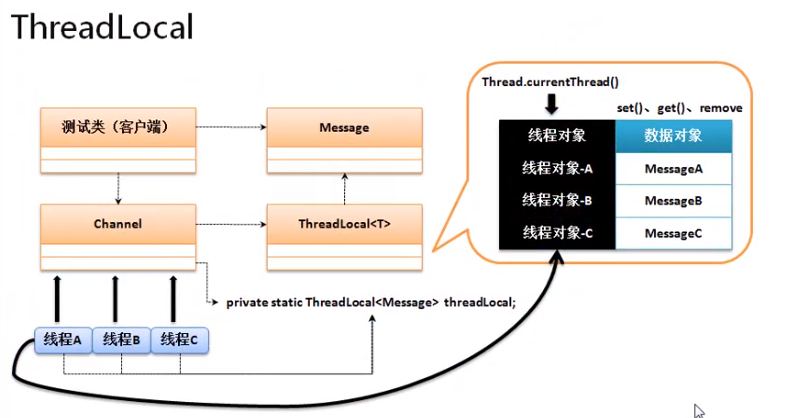 ThreadLocal
测试类（客户端）
Message
Channel
ThreadLocal<T>
private static ThreadLocal<Message> threadLocal;
线程A
线程B
线程C
Thread.currentThread()
set()、get()、remove
线程对象 数据对象
线程对象-A MessageA
线程对象-B MessageB
线程对象-C MessageC